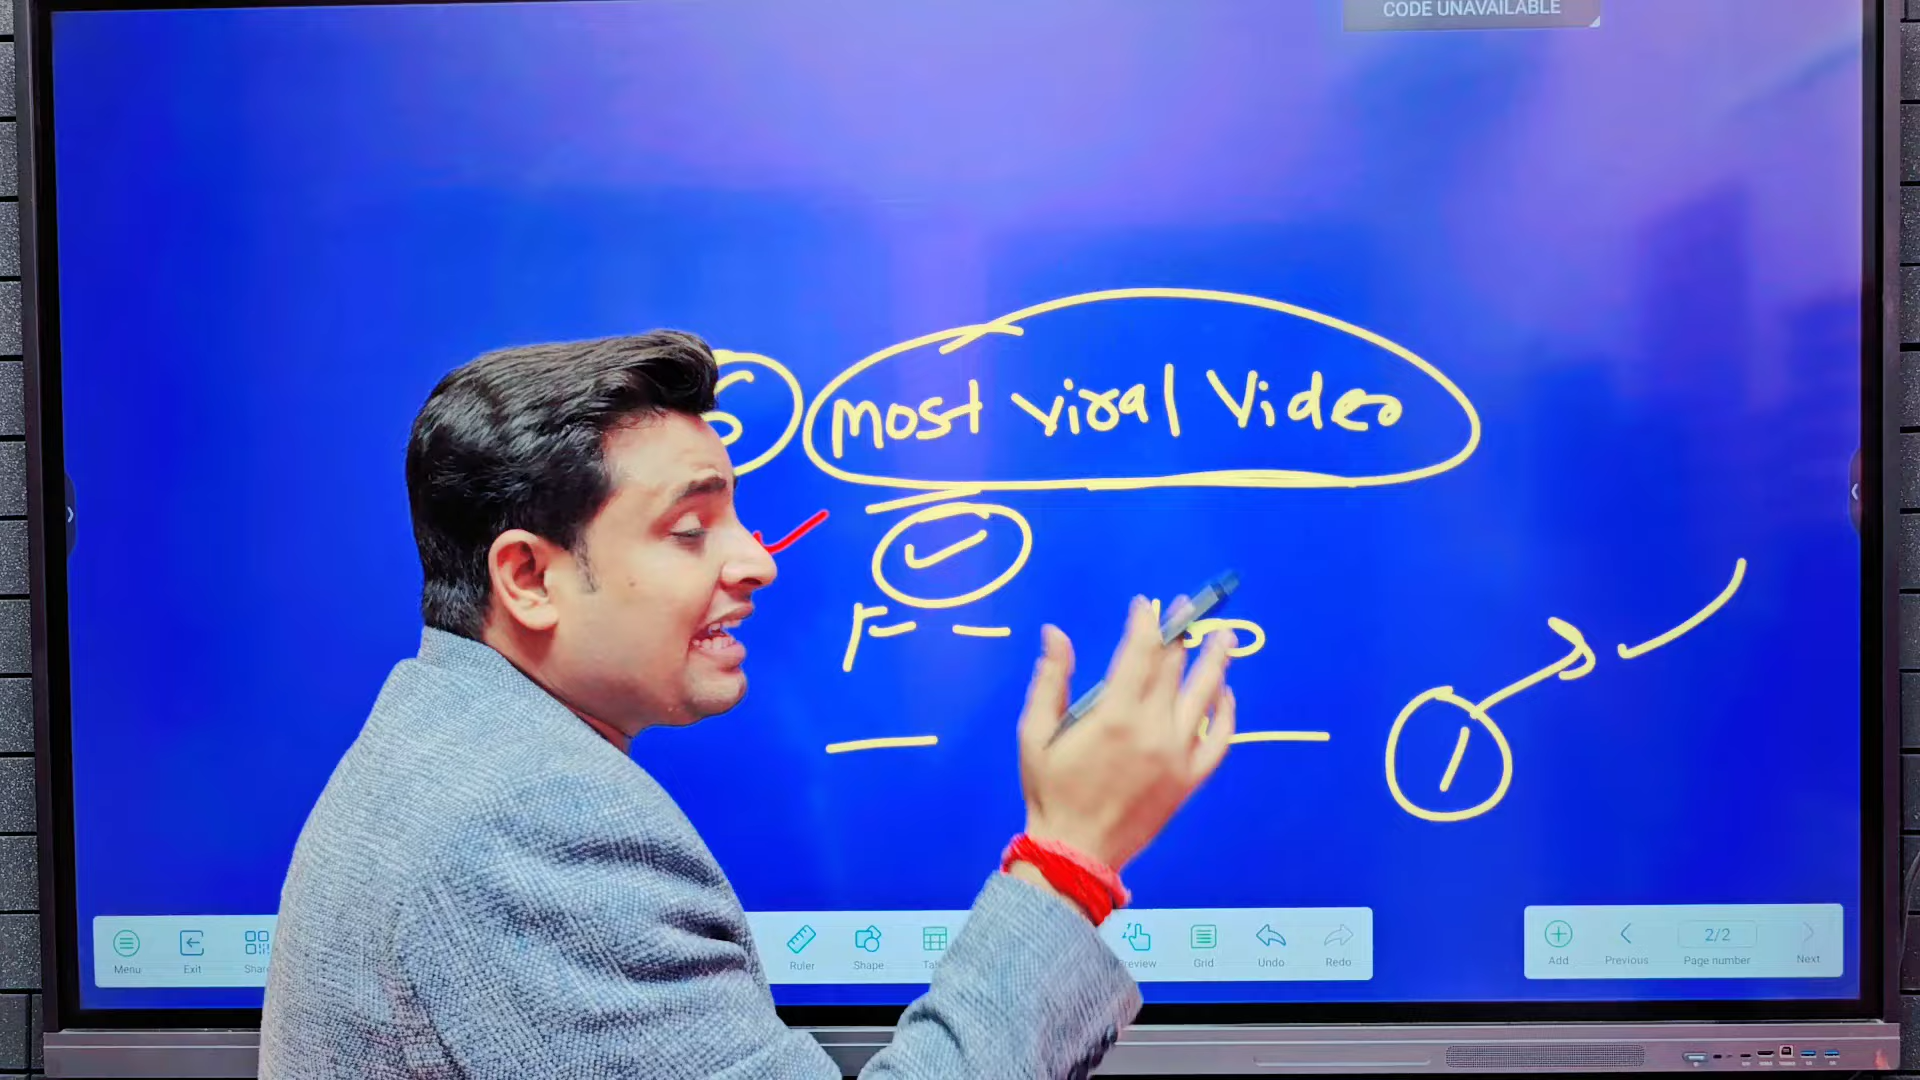 CODE UNAVAILABLE
Most Viral Video
1
Menu Exit Ruler Shape Grid Undo Redo
Add Previous 2/2 Page number Next